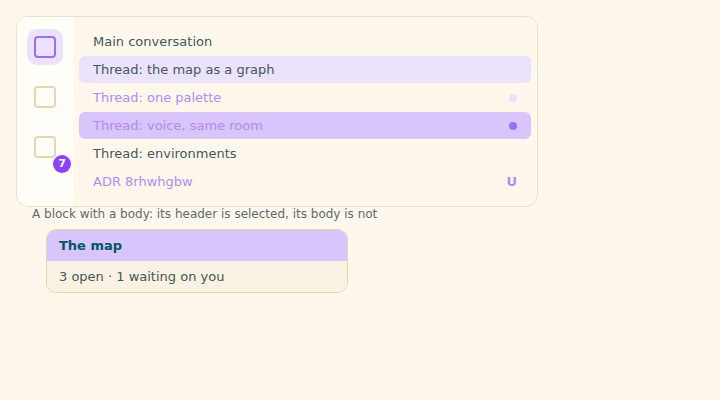 Main conversation
Thread: the map as a graph
Thread: one palette
Thread: voice, same room
Thread: environments
7
ADR 8rhwhgbw U
A block with a body: its header is selected, its body is not
The map
3 open · 1 waiting on you